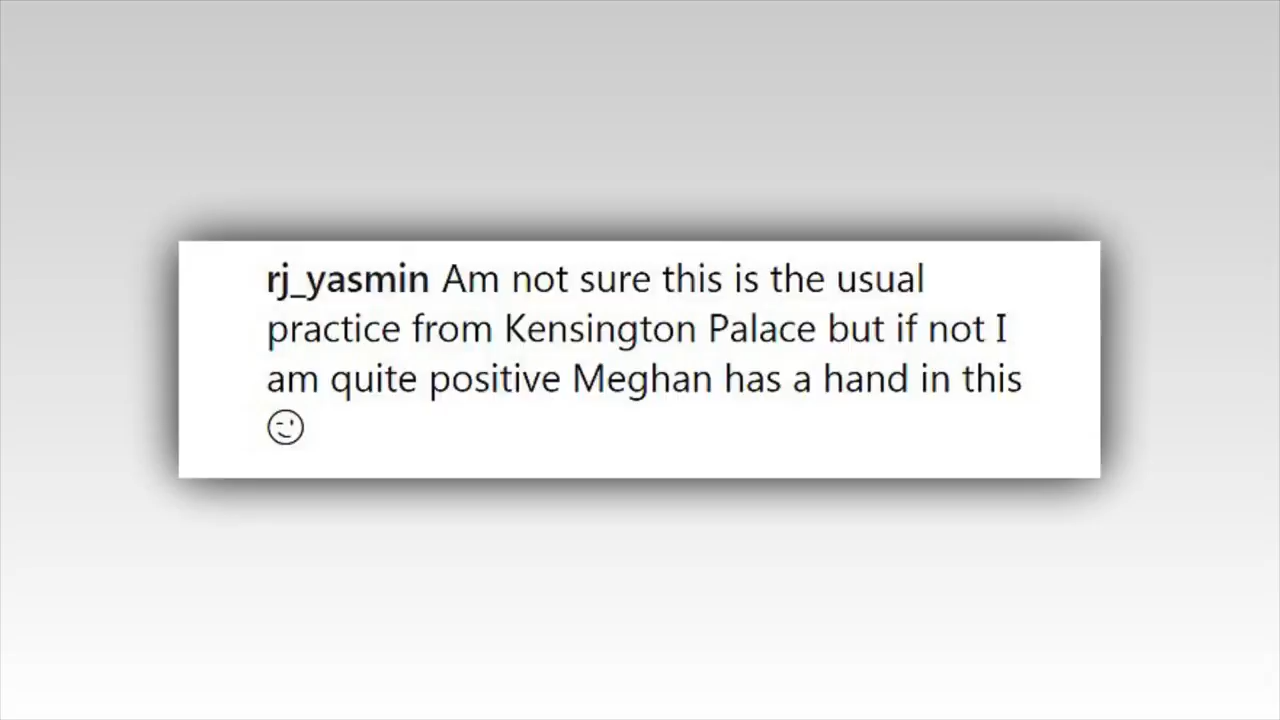 rj_yasmin Am not sure this is the usual
practice from Kensington Palace but if not I
am quite positive Meghan has a hand in this
😉